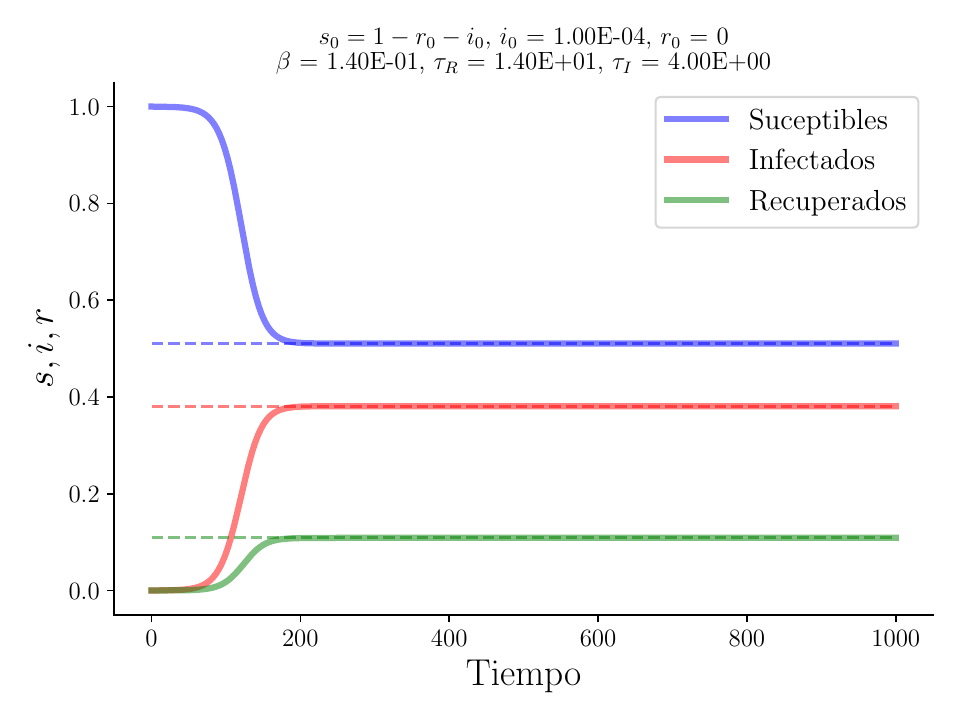 s₀ = 1 − r₀ − i₀, i₀ = 1.00E-04, r₀ = 0
β = 1.40E-01, τ_R = 1.40E+01, τ_I = 4.00E+00
Suceptibles
Infectados
Recuperados
s, i, r
1.0
0.8
0.6
0.4
0.2
0.0
0 200 400 600 800 1000
Tiempo